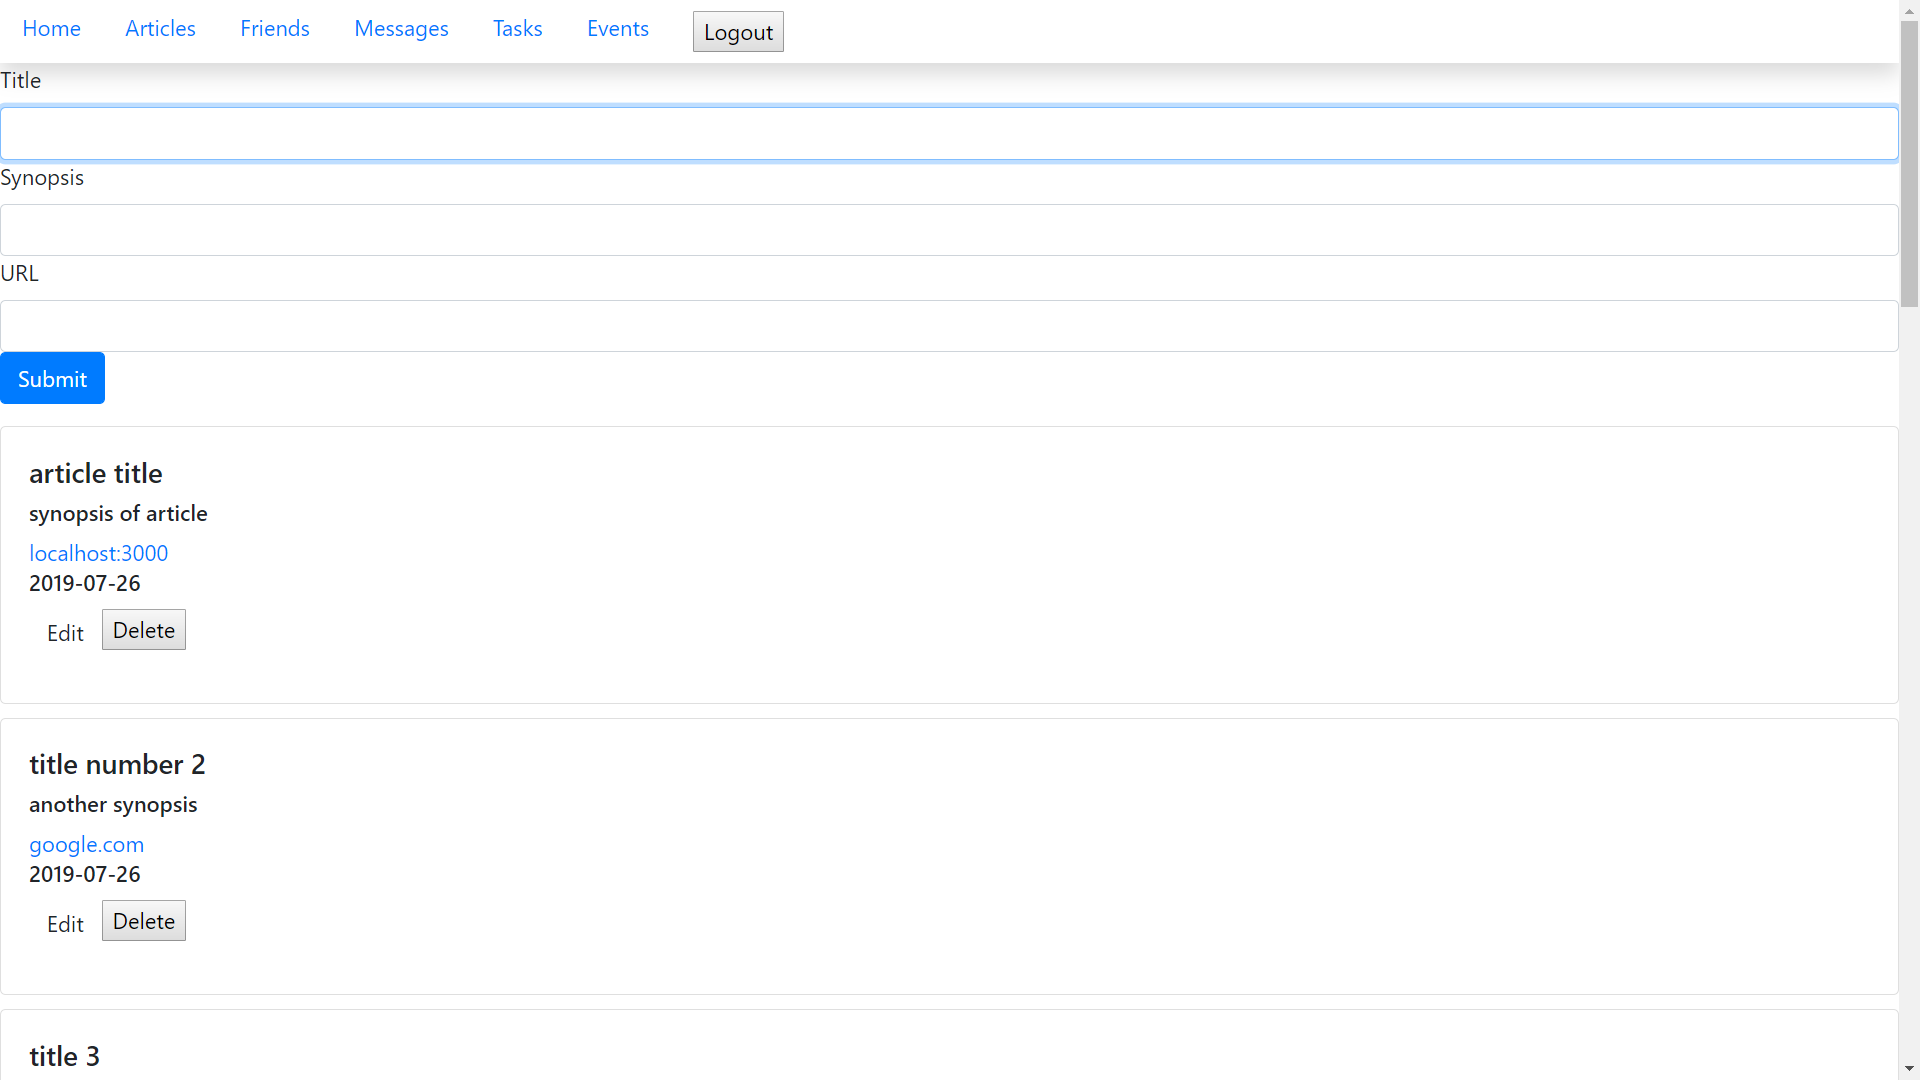 Home Articles Friends Messages Tasks Events Logout
Title
Synopsis
URL
Submit
article title
synopsis of article
localhost:3000
2019-07-26
Edit Delete
title number 2
another synopsis
google.com
2019-07-26
Edit Delete
title 3